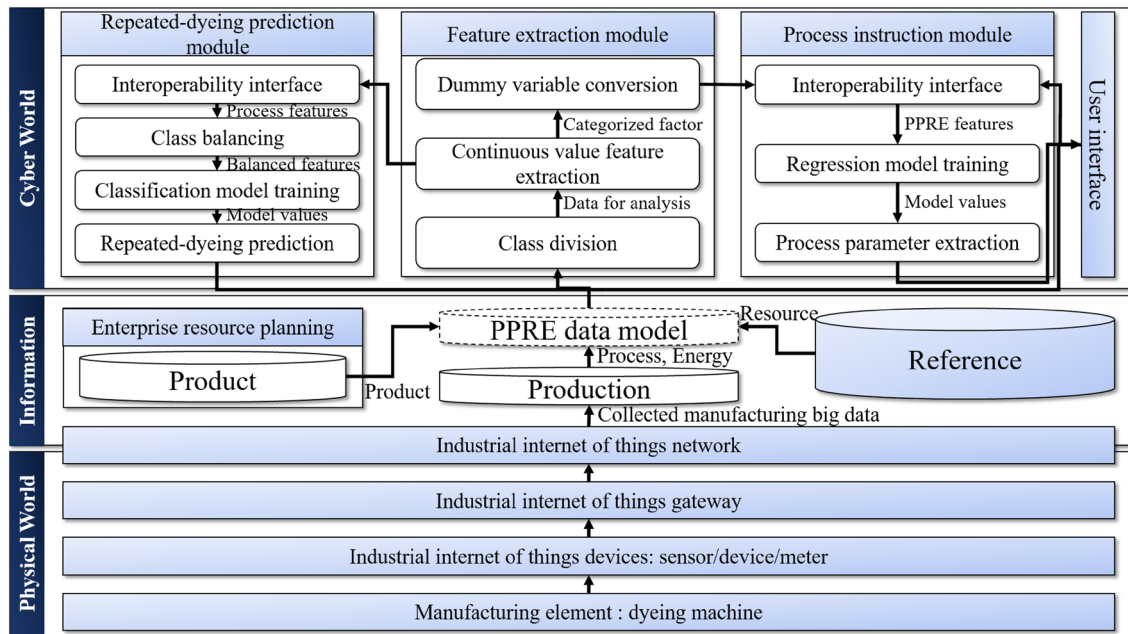 Cyber World
Repeated-dyeing prediction
module
Interoperability interface
Process features
Class balancing
Balanced features
Classification model training
Model values
Repeated-dyeing prediction
Feature extraction module
Dummy variable conversion
Categorized factor
Continuous value feature
extraction
Data for analysis
Class division
Process instruction module
Interoperability interface
PPRE features
Regression model training
Model values
Process parameter extraction
User interface
Information
Enterprise resource planning
Product
Product
PPRE data model
Process, Energy
Production
Resource
Reference
Collected manufacturing big data
Physical World
Industrial internet of things network
Industrial internet of things gateway
Industrial internet of things devices: sensor/device/meter
Manufacturing element : dyeing machine